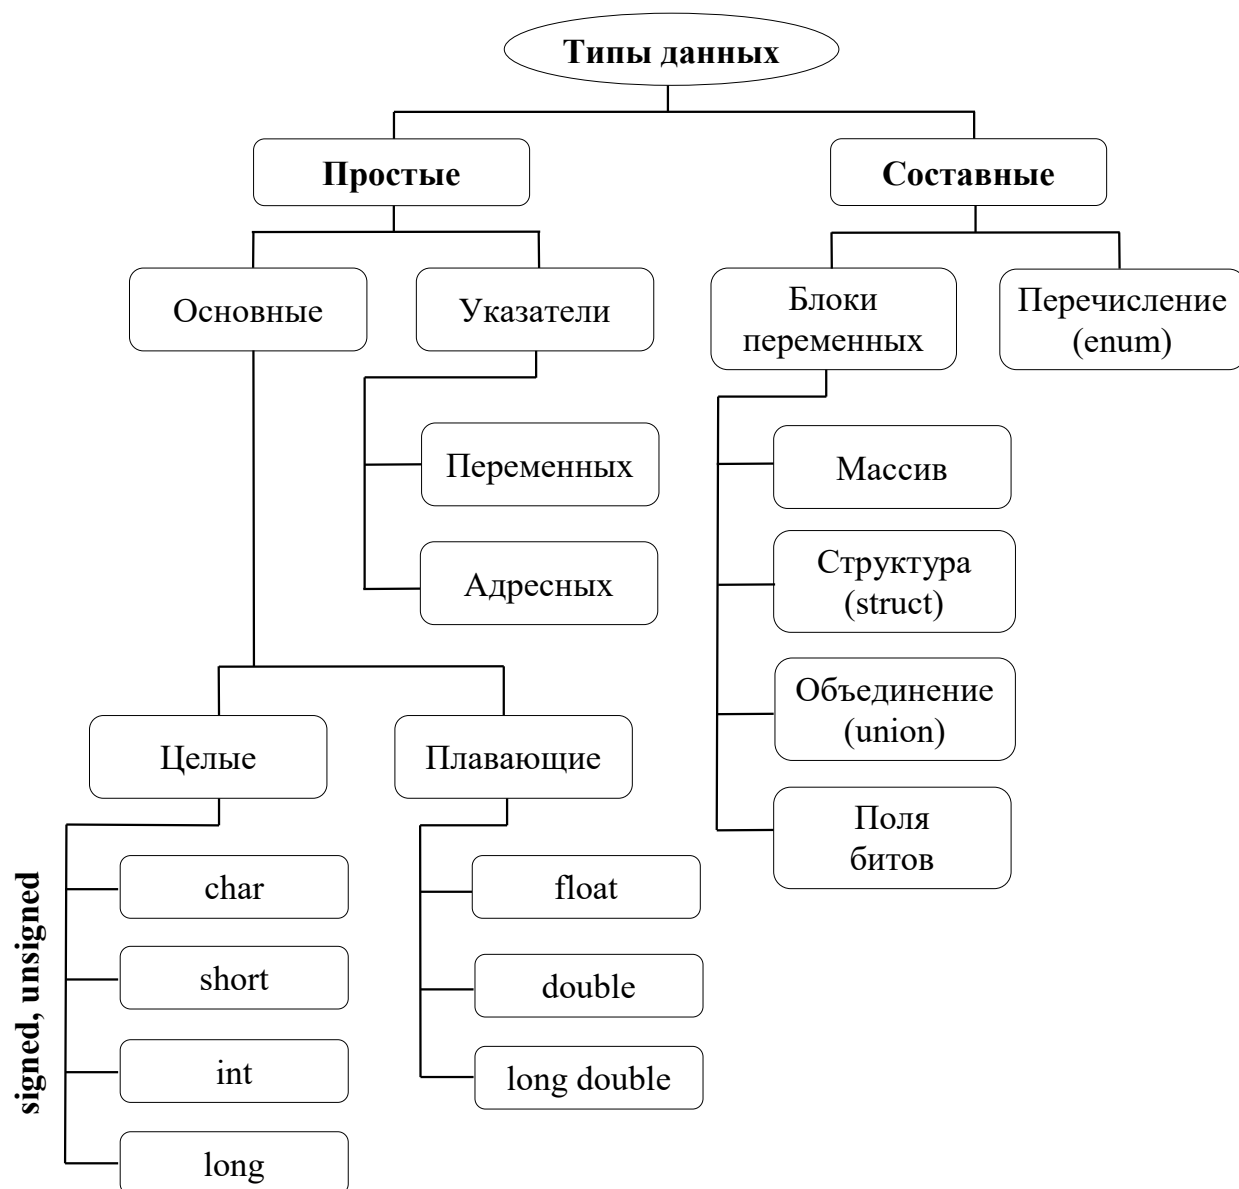 Типы данных
Простые
Составные
Основные
Указатели
Блоки
переменных
Перечисление
(enum)
Переменных
Адресных
Массив
Структура
(struct)
Объединение
(union)
Поля
битов
Целые
Плавающие
signed, unsigned
char
short
int
long
float
double
long double